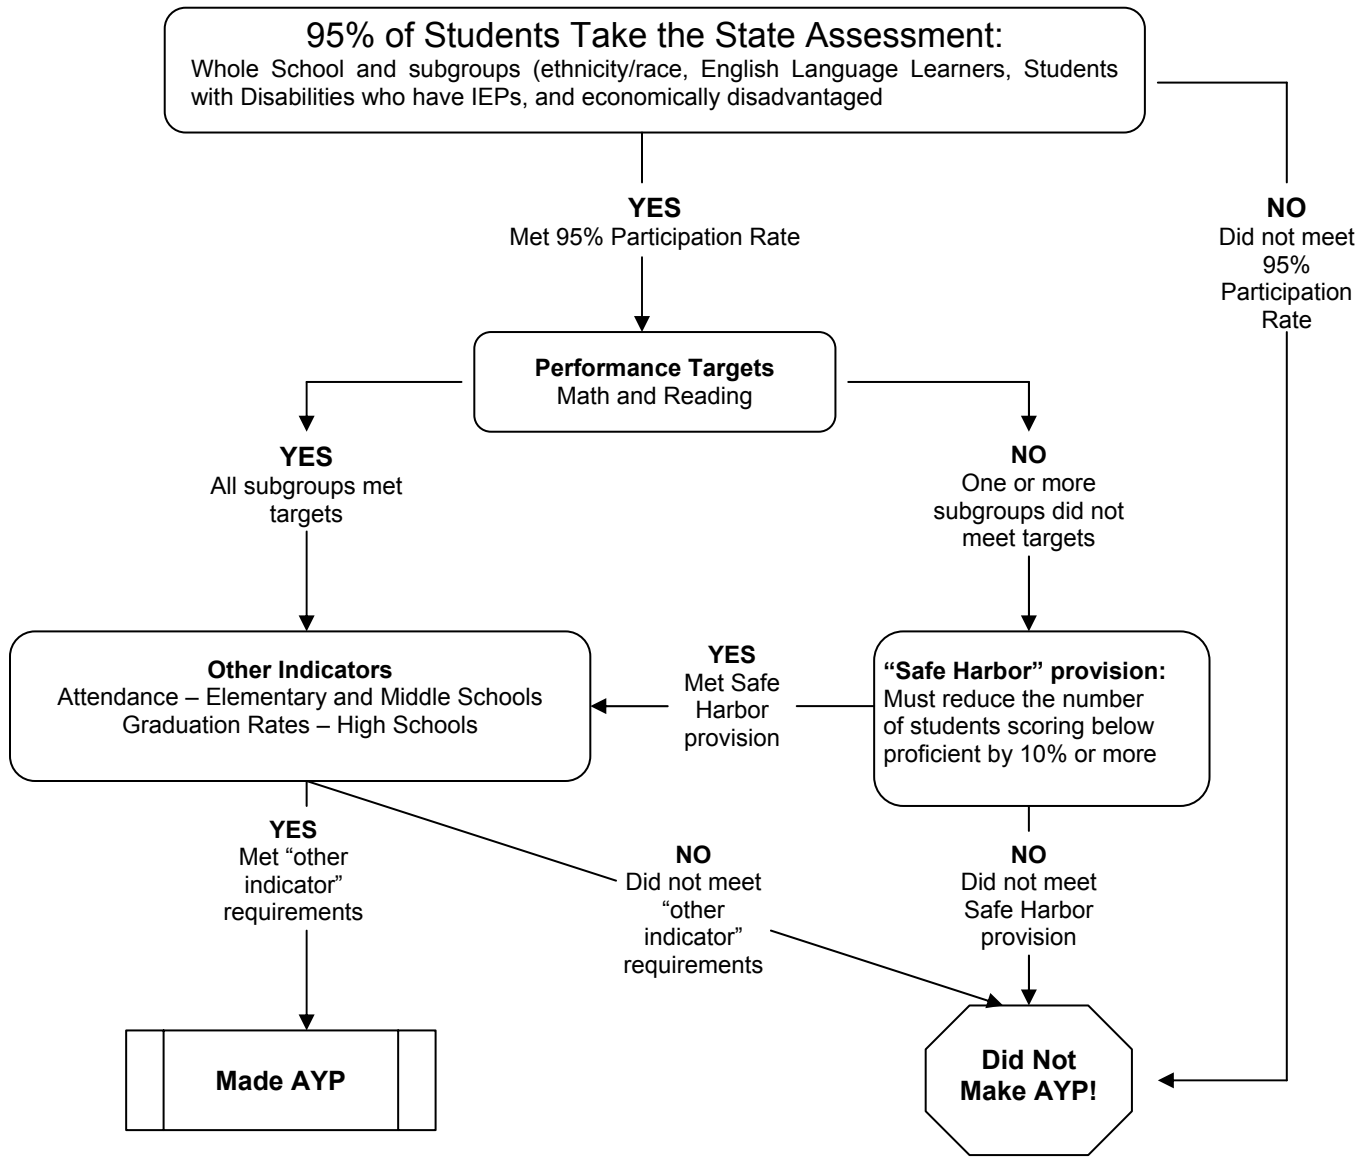 95% of Students Take the State Assessment:
Whole School and subgroups (ethnicity/race, English Language Learners, Students
with Disabilities who have IEPs, and economically disadvantaged
YES
Met 95% Participation Rate
NO
Did not meet
95%
Participation
Rate
Performance Targets
Math and Reading
YES
All subgroups met
targets
NO
One or more
subgroups did not
meet targets
Other Indicators
Attendance – Elementary and Middle Schools
Graduation Rates – High Schools
YES
Met Safe
Harbor
provision
“Safe Harbor” provision:
Must reduce the number
of students scoring below
proficient by 10% or more
YES
Met “other
indicator”
requirements
NO
Did not meet
“other
indicator”
requirements
NO
Did not meet
Safe Harbor
provision
Made AYP
Did Not
Make AYP!